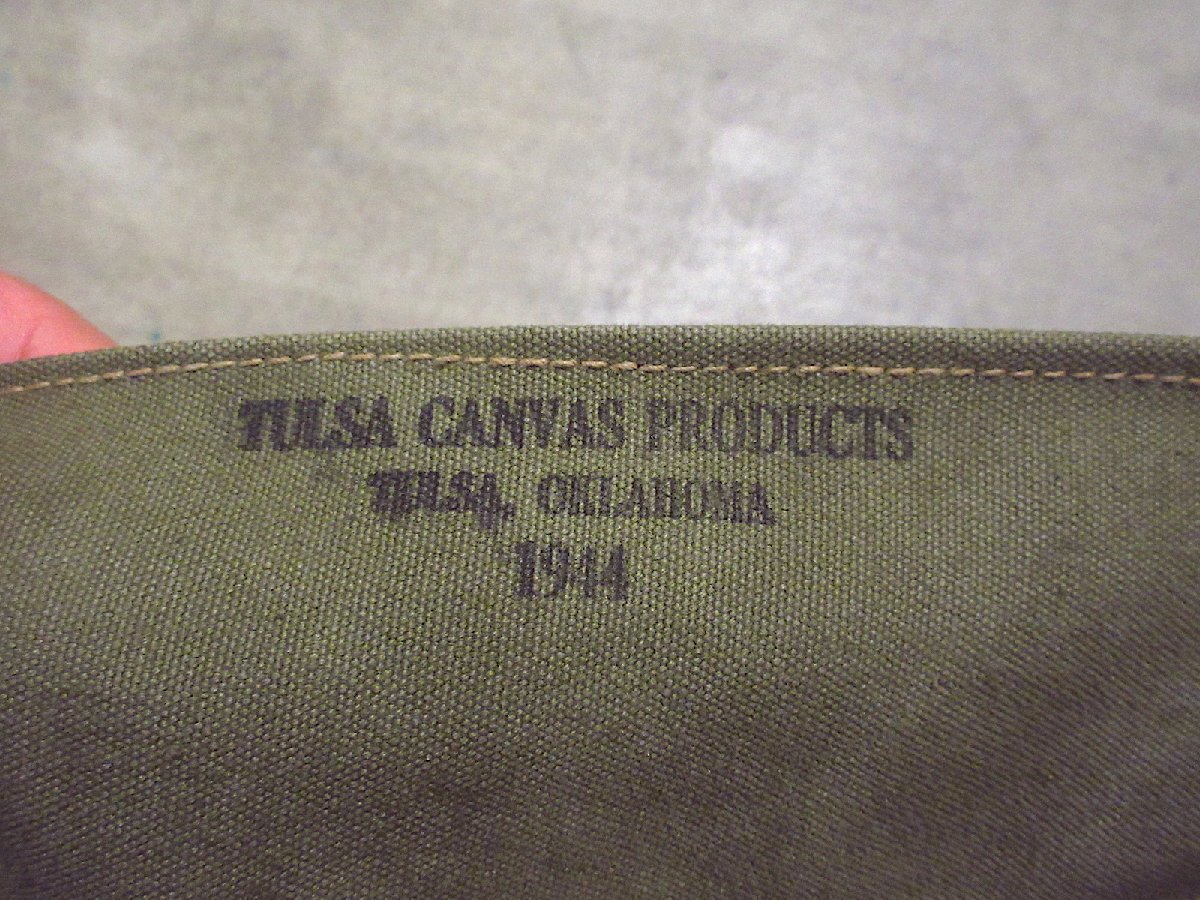 TULSA CANVAS PRODUCTS
TULSA, OKLAHOMA
1944